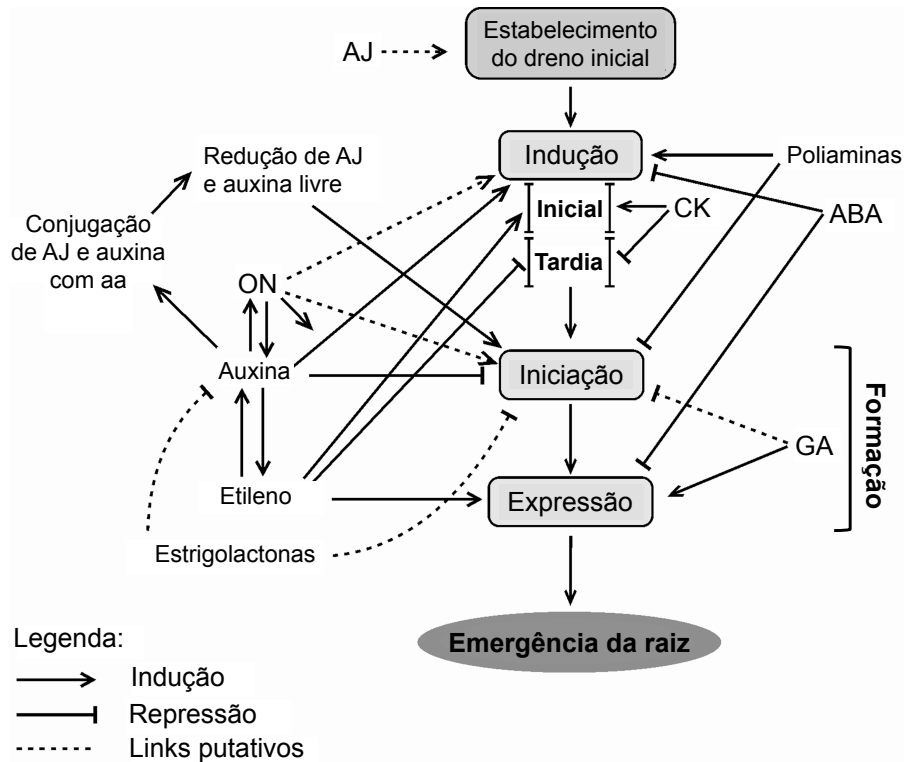 Estabelecimento
do dreno inicial
AJ
Indução
Redução de AJ
e auxina livre
Poliaminas
Inicial
CK
ABA
Conjugação
de AJ e auxina
com aa
Tardia
ON
Auxina
Iniciação
Formação
GA
Etileno
Expressão
Estrigolactonas
Emergência da raiz
Legenda:
Indução
Repressão
Links putativos